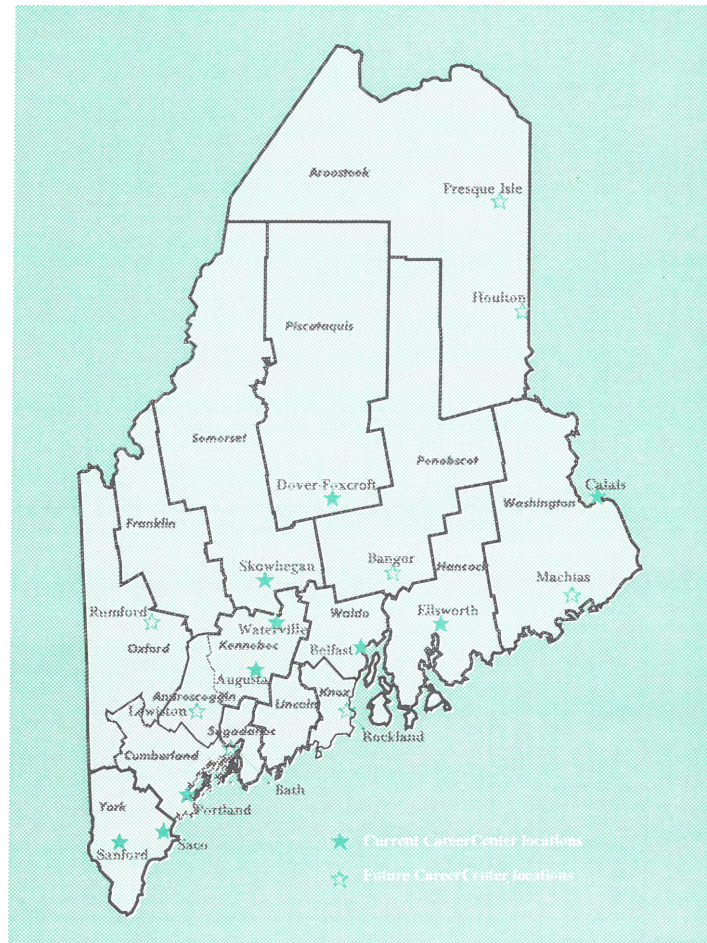 Aroostook
Presque Isle
Houlton
Piscataquis
Somerset
Penobscot
Dover-Foxcroft
Calais
Washington
Franklin
Bangor
Hancock
Skowhegan
Machias
Rumford
Waldo
Ellsworth
Waterville
Oxford
Kennebec
Belfast
Augusta
Knox
Androscoggin
Lincoln
Lewiston
Sagadahoc
Rockland
Cumberland
Bath
York
Portland
Saco
Sanford
Current CareerCenter locations
Future CareerCenter locations